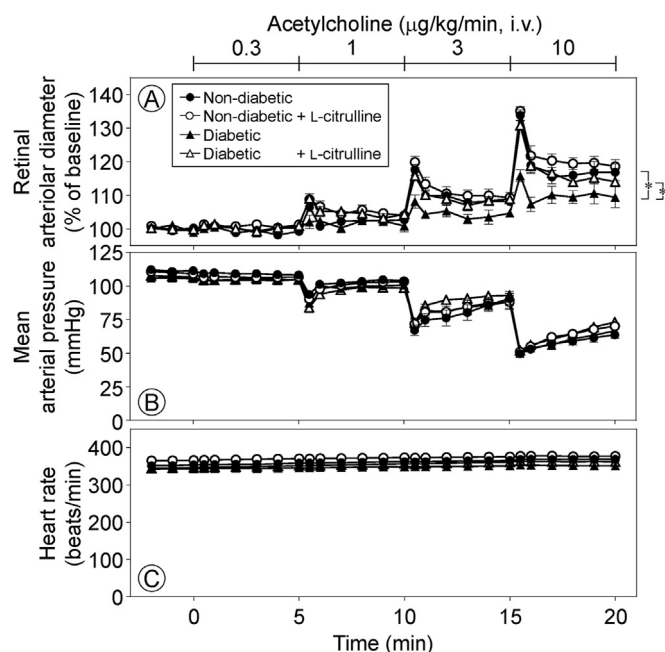 Acetylcholine (μg/kg/min, i.v.)
0.3 1 3 10
A
Non-diabetic
Non-diabetic + L-citrulline
Diabetic
Diabetic + L-citrulline
Retinal
arteriolar diameter
(% of baseline)
140
130
120
110
100
*
*
B
Mean
arterial pressure
(mmHg)
125
100
75
50
25
0
C
Heart rate
(beats/min)
400
300
200
100
0
0 5 10 15 20
Time (min)